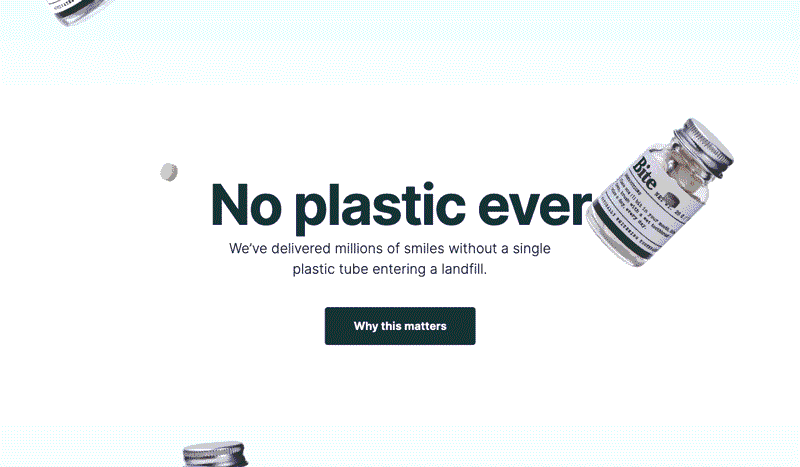 No plastic ever
We've delivered millions of smiles without a single
plastic tube entering a landfill.
Why this matters
Bite